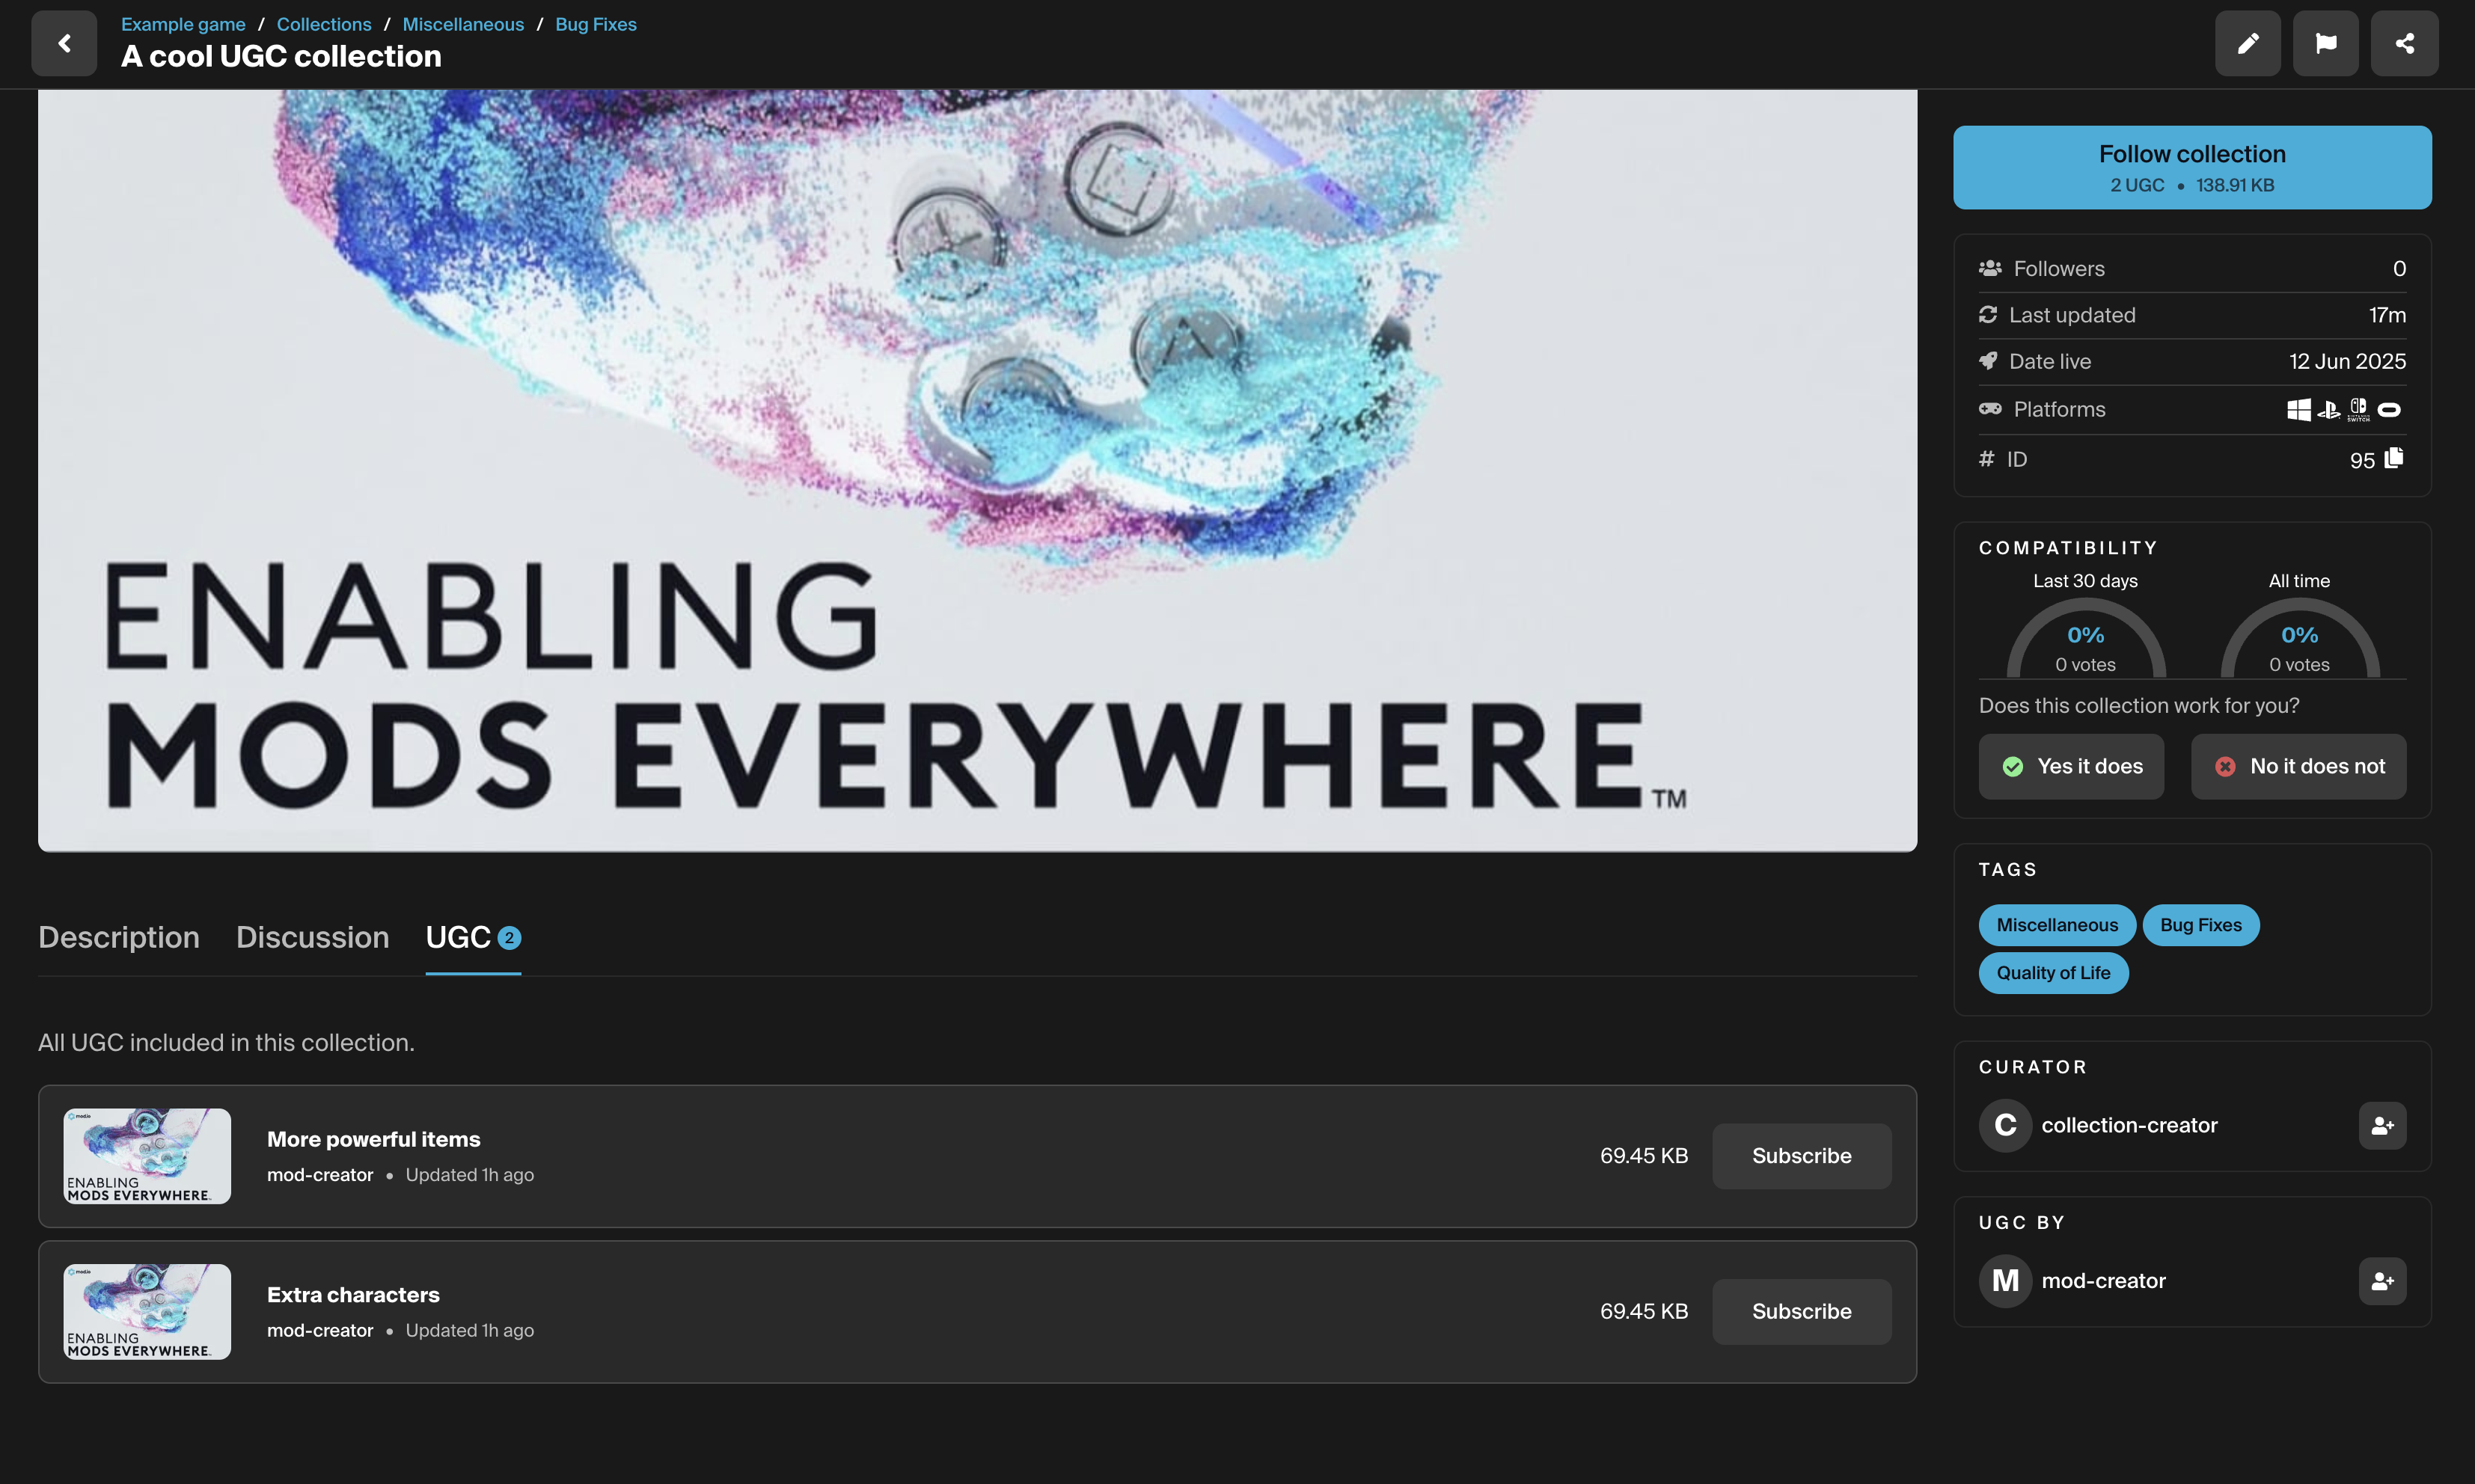 Example game / Collections / Miscellaneous / Bug Fixes
A cool UGC collection
ENABLING
MODS EVERYWHERE™
Follow collection
2 UGC • 138.91 KB
Followers 0
Last updated 17m
Date live 12 Jun 2025
Platforms
# ID 95
COMPATIBILITY
Last 30 days All time
0% 0%
0 votes 0 votes
Does this collection work for you?
Yes it does No it does not
TAGS
Miscellaneous Bug Fixes
Quality of Life
CURATOR
C collection-creator
UGC BY
M mod-creator
Description Discussion UGC 2
All UGC included in this collection.
mod.io
ENABLING
MODS EVERYWHERE.
More powerful items
mod-creator • Updated 1h ago
69.45 KB Subscribe
mod.io
ENABLING
MODS EVERYWHERE.
Extra characters
mod-creator • Updated 1h ago
69.45 KB Subscribe